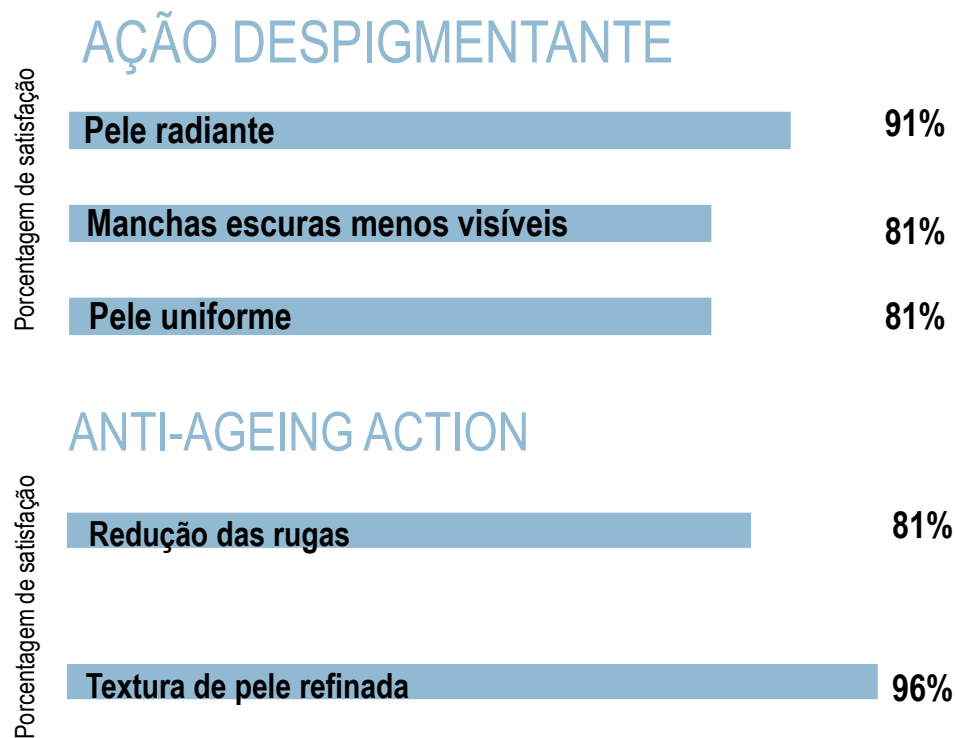 AÇÃO DESPIGMENTANTE
Porcentagem de satisfação
Pele radiante 91%
Manchas escuras menos visíveis 81%
Pele uniforme 81%
ANTI-AGEING ACTION
Porcentagem de satisfação
Redução das rugas 81%
Textura de pele refinada 96%